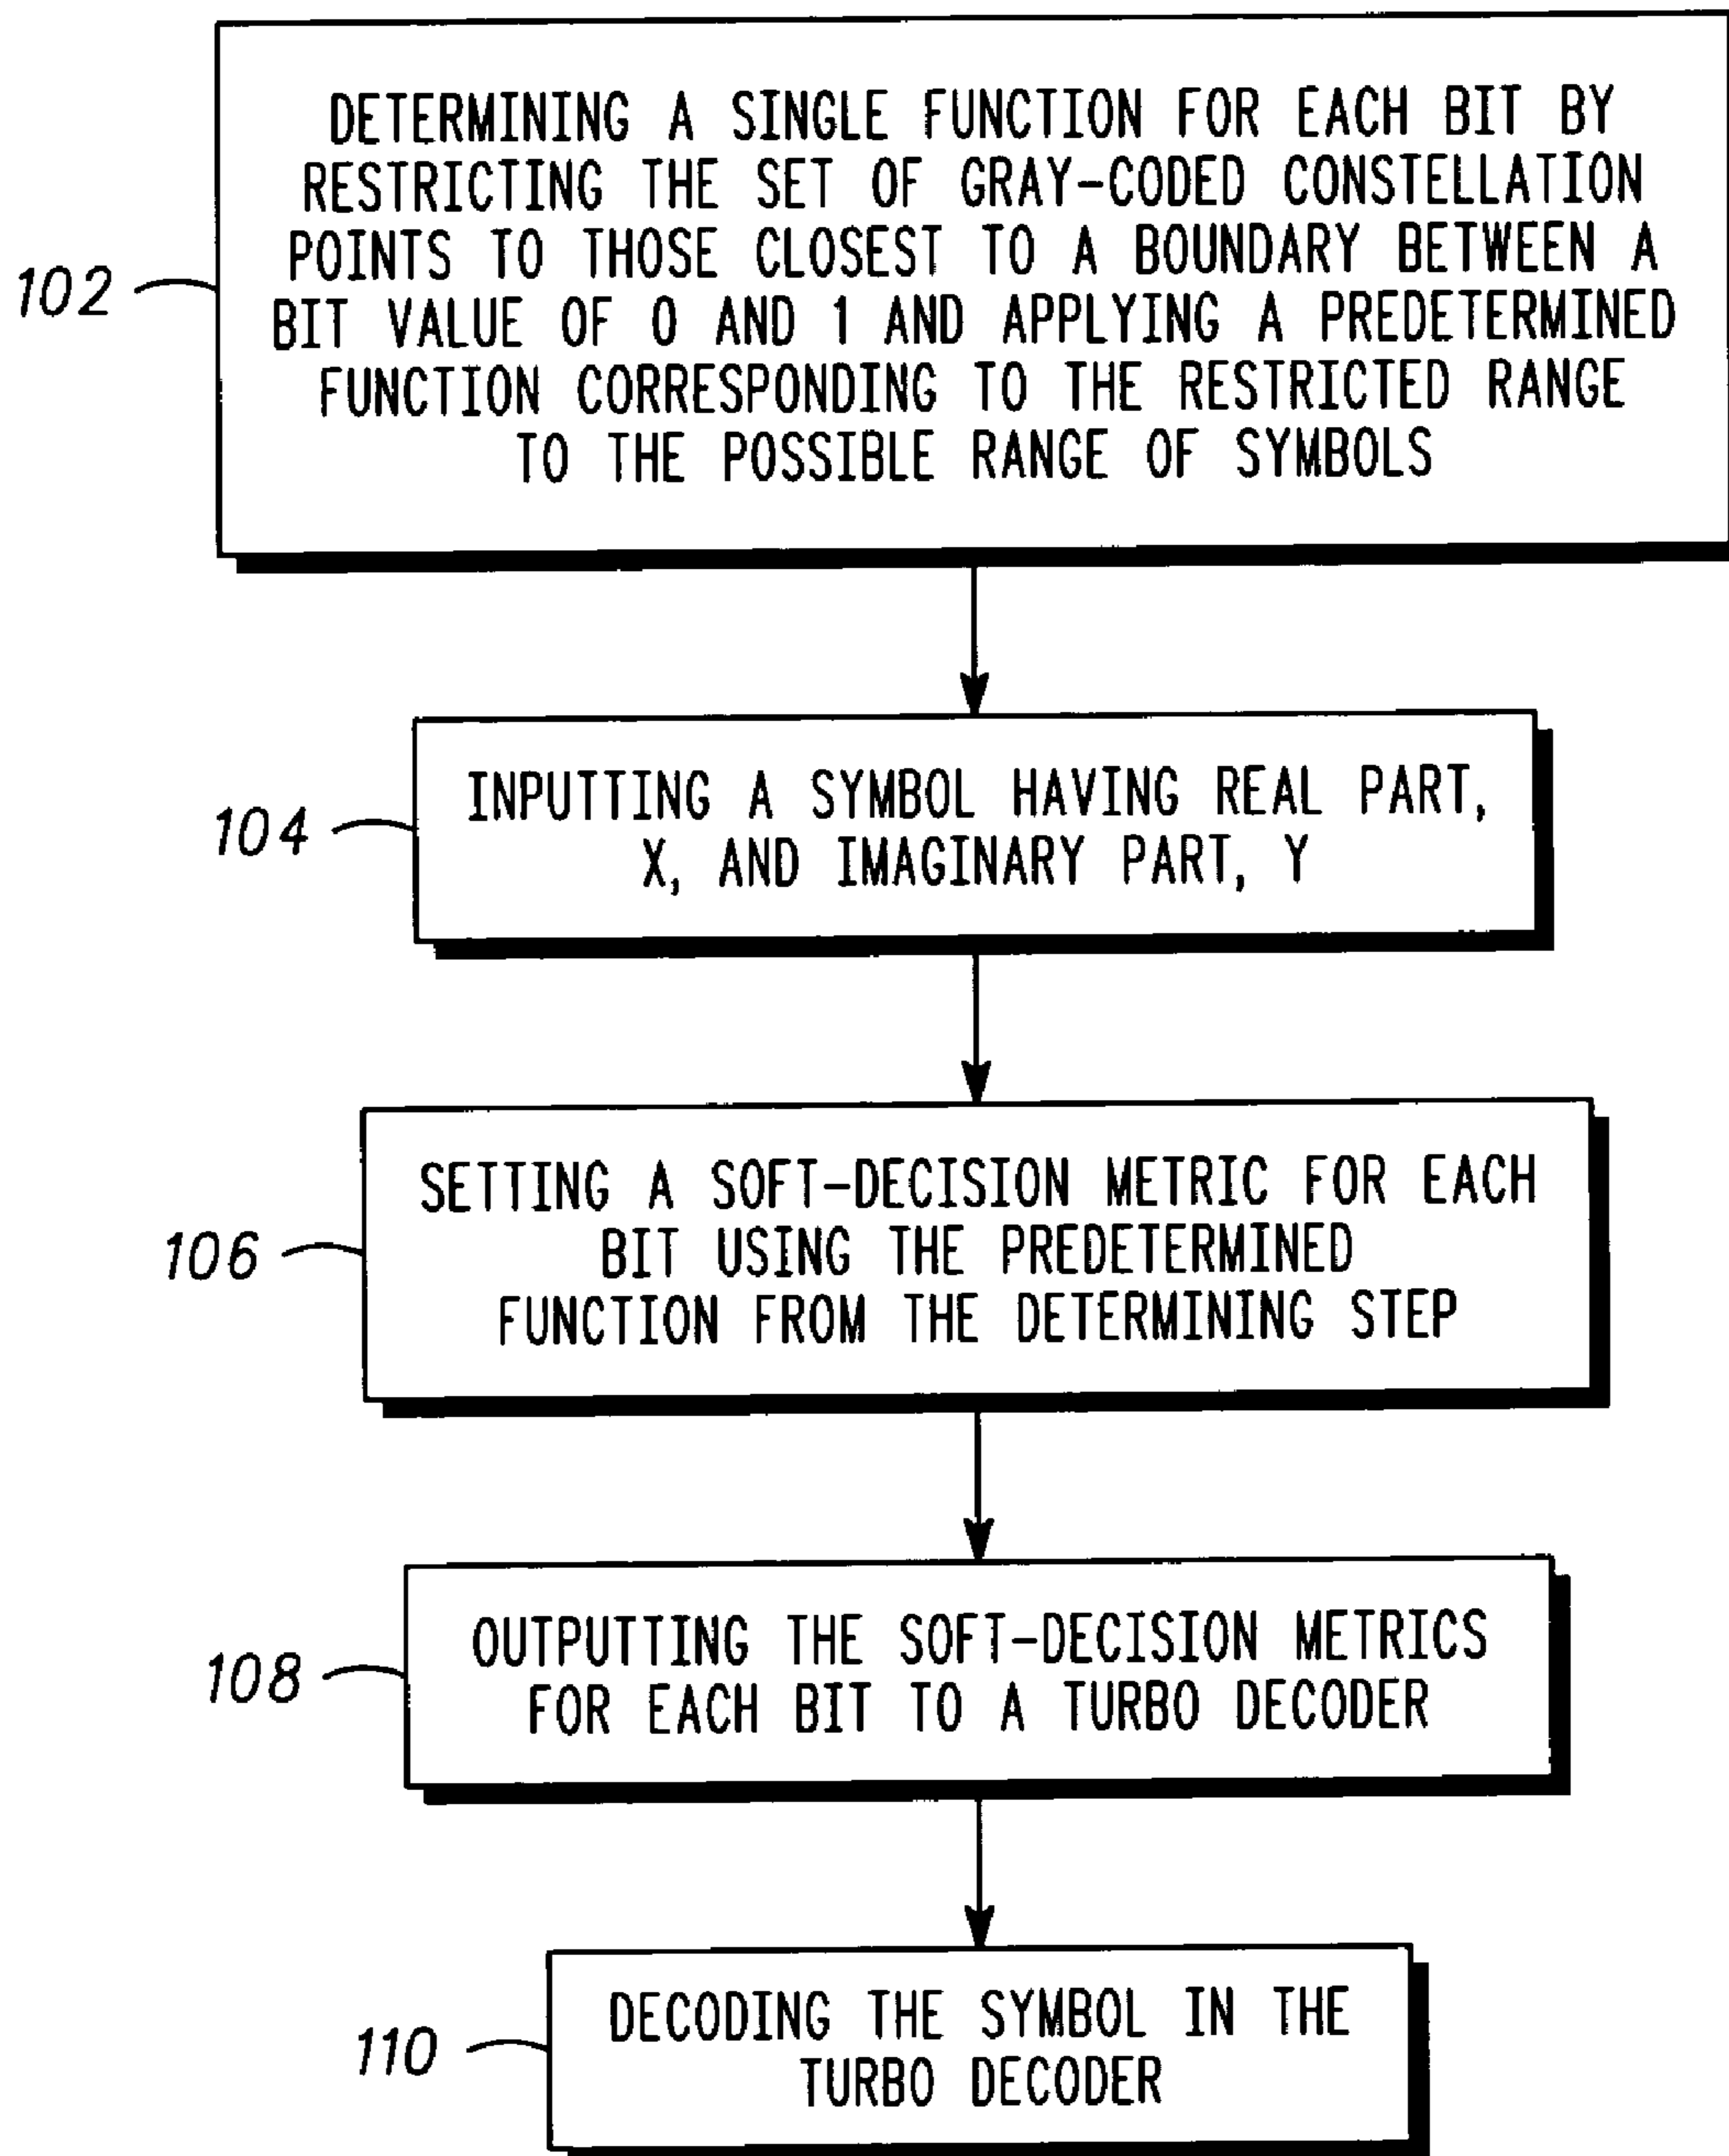 DETERMINING A SINGLE FUNCTION FOR EACH BIT BY
RESTRICTING THE SET OF GRAY-CODED CONSTELLATION
POINTS TO THOSE CLOSEST TO A BOUNDARY BETWEEN A
BIT VALUE OF 0 AND 1 AND APPLYING A PREDETERMINED
FUNCTION CORRESPONDING TO THE RESTRICTED RANGE
TO THE POSSIBLE RANGE OF SYMBOLS
102
INPUTTING A SYMBOL HAVING REAL PART,
X, AND IMAGINARY PART, Y
104
SETTING A SOFT-DECISION METRIC FOR EACH
BIT USING THE PREDETERMINED
FUNCTION FROM THE DETERMINING STEP
106
OUTPUTTING THE SOFT-DECISION METRICS
FOR EACH BIT TO A TURBO DECODER
108
DECODING THE SYMBOL IN THE
TURBO DECODER
110